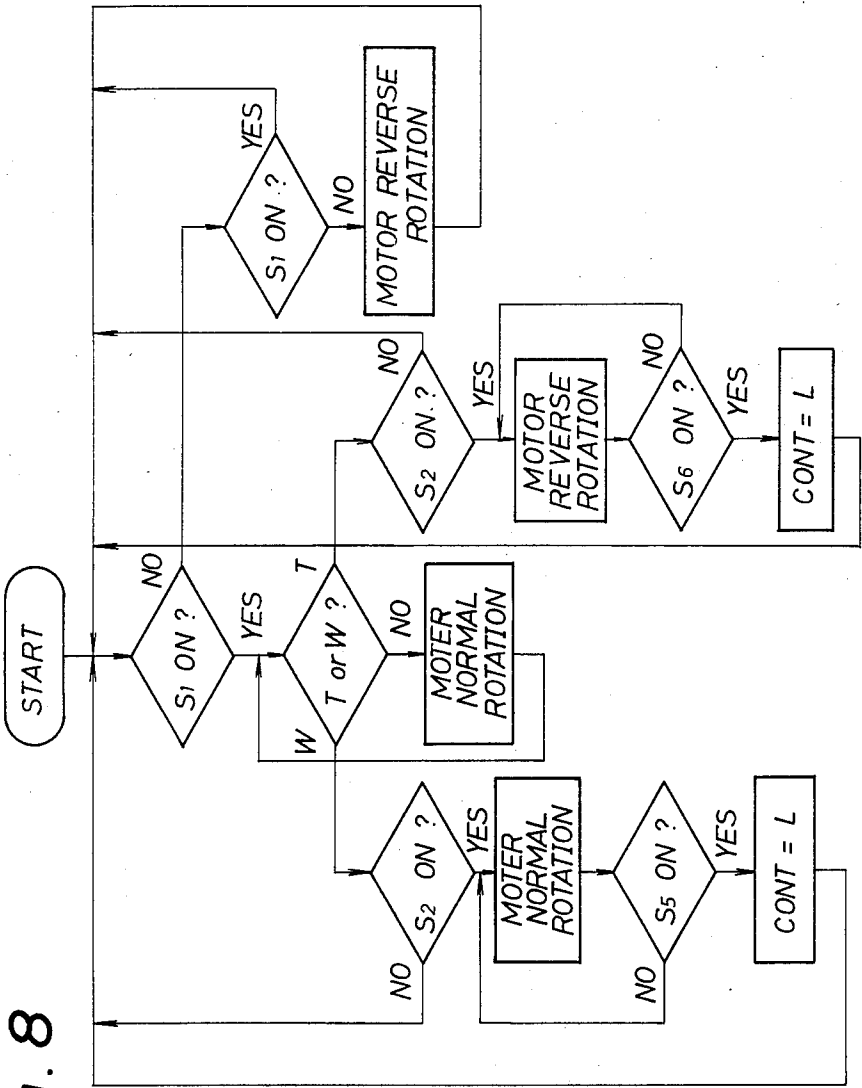 . 8
START
S1 ON ?
NO
YES
T or W ?
W
T
NO
MOTER
NORMAL
ROTATION
S2 ON ?
NO
YES
MOTER
NORMAL
ROTATION
S5 ON ?
NO
YES
CONT = L
S2 ON ?
NO
YES
MOTOR
REVERSE
ROTATION
S6 ON ?
NO
YES
CONT = L
S1 ON ?
YES
NO
MOTOR REVERSE
ROTATION